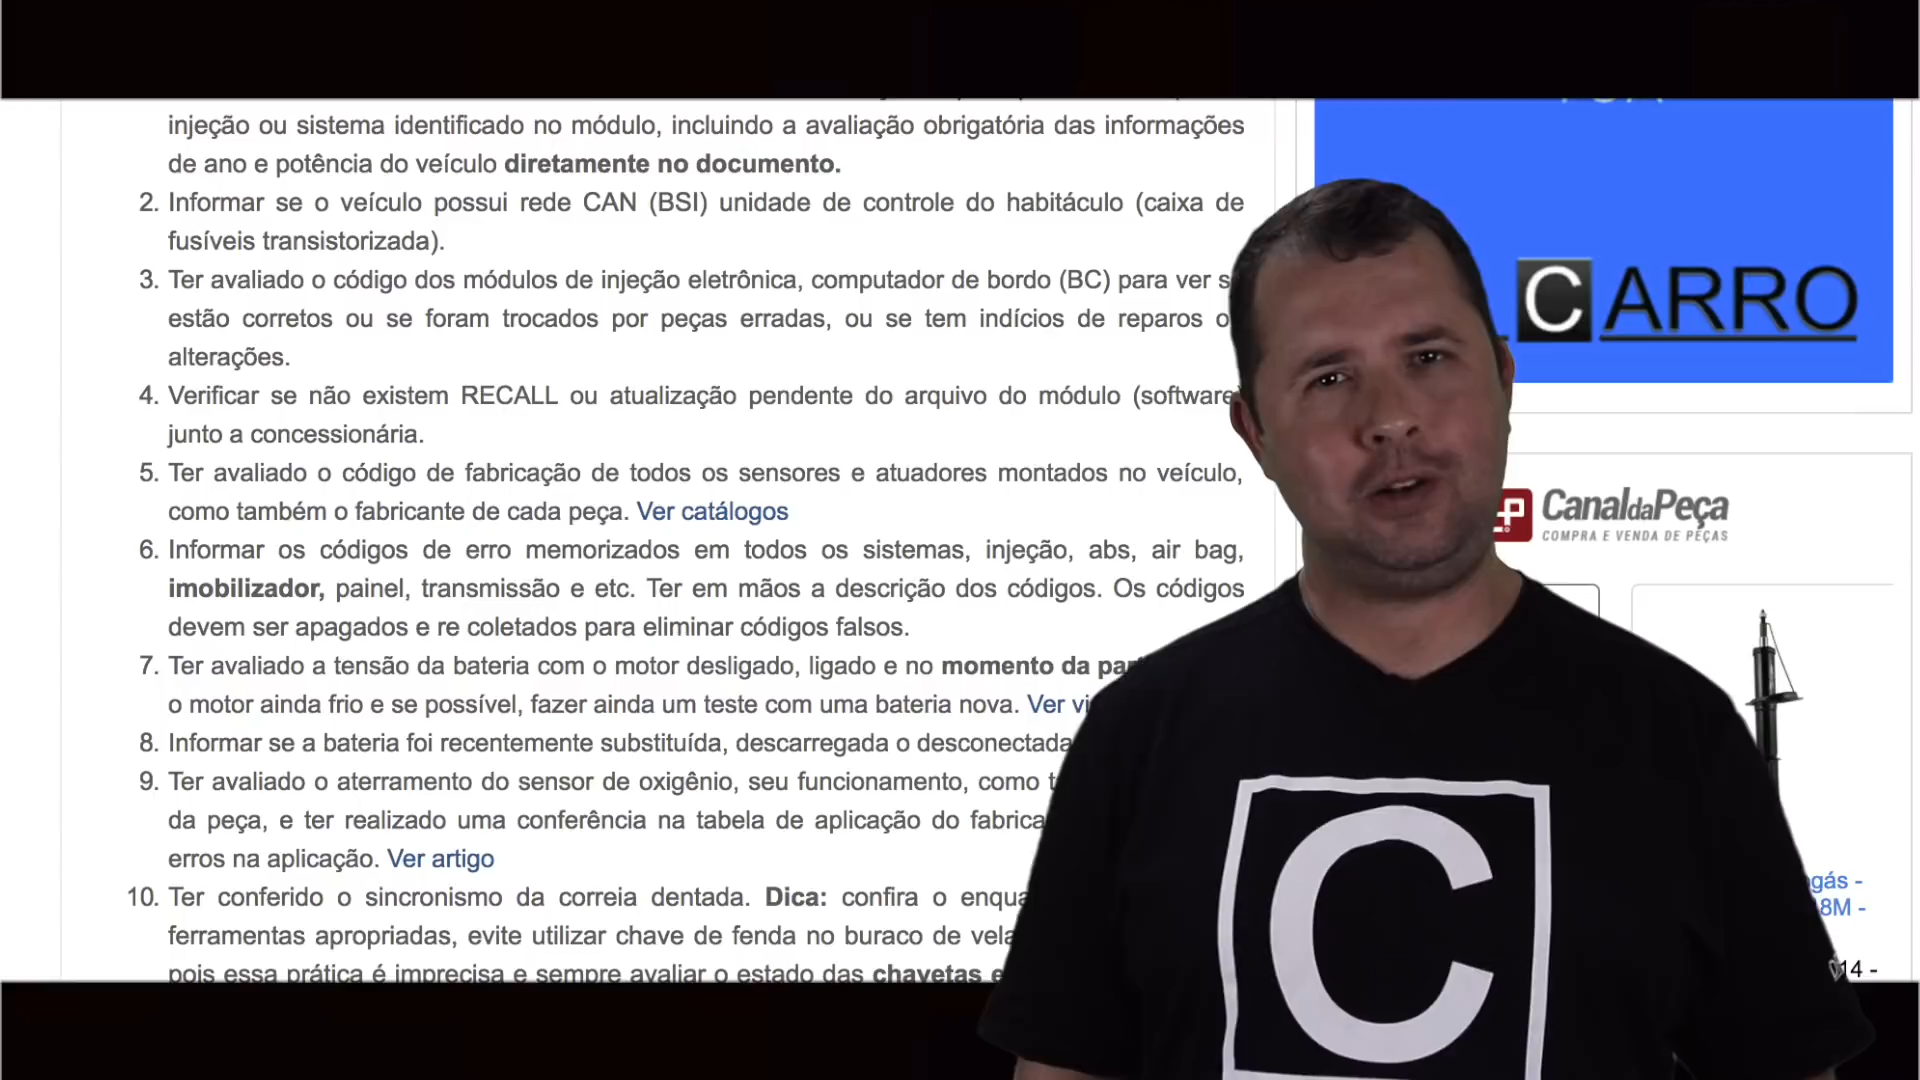 injeção ou sistema identificado no módulo, incluindo a avaliação obrigatória das informações
de ano e potência do veículo diretamente no documento.
2. Informar se o veículo possui rede CAN (BSI) unidade de controle do habitáculo (caixa de
fusíveis transistorizada).
3. Ter avaliado o código dos módulos de injeção eletrônica, computador de bordo (BC) para ver
estão corretos ou se foram trocados por peças erradas, ou se tem indícios de reparos
alterações.
4. Verificar se não existem RECALL ou atualização pendente do arquivo do módulo (software
junto a concessionária.
5. Ter avaliado o código de fabricação de todos os sensores e atuadores montados no veículo,
como também o fabricante de cada peça. Ver catálogos
6. Informar os códigos de erro memorizados em todos os sistemas, injeção, abs, air bag,
imobilizador, painel, transmissão e etc. Ter em mãos a descrição dos códigos. Os códigos
devem ser apagados e re coletados para eliminar códigos falsos.
7. Ter avaliado a tensão da bateria com o motor desligado, ligado e no momento da
o motor ainda frio e se possível, fazer ainda um teste com uma bateria nova. Ver
8. Informar se a bateria foi recentemente substituída, descarregada o desconectada
9. Ter avaliado o aterramento do sensor de oxigênio, seu funcionamento, como
da peça, e ter realizado uma conferência na tabela de aplicação do
erros na aplicação. Ver artigo
10. Ter conferido o sincronismo da correia dentada. Dica: confira o
ferramentas apropriadas, evite utilizar chave de fenda no buraco de
pois essa prática é imprecisa e sempre avaliar o estado das chavetas
CARRO
CanaldaPeça
COMPRA E VENDA DE PEÇAS
8M -
14 -
C